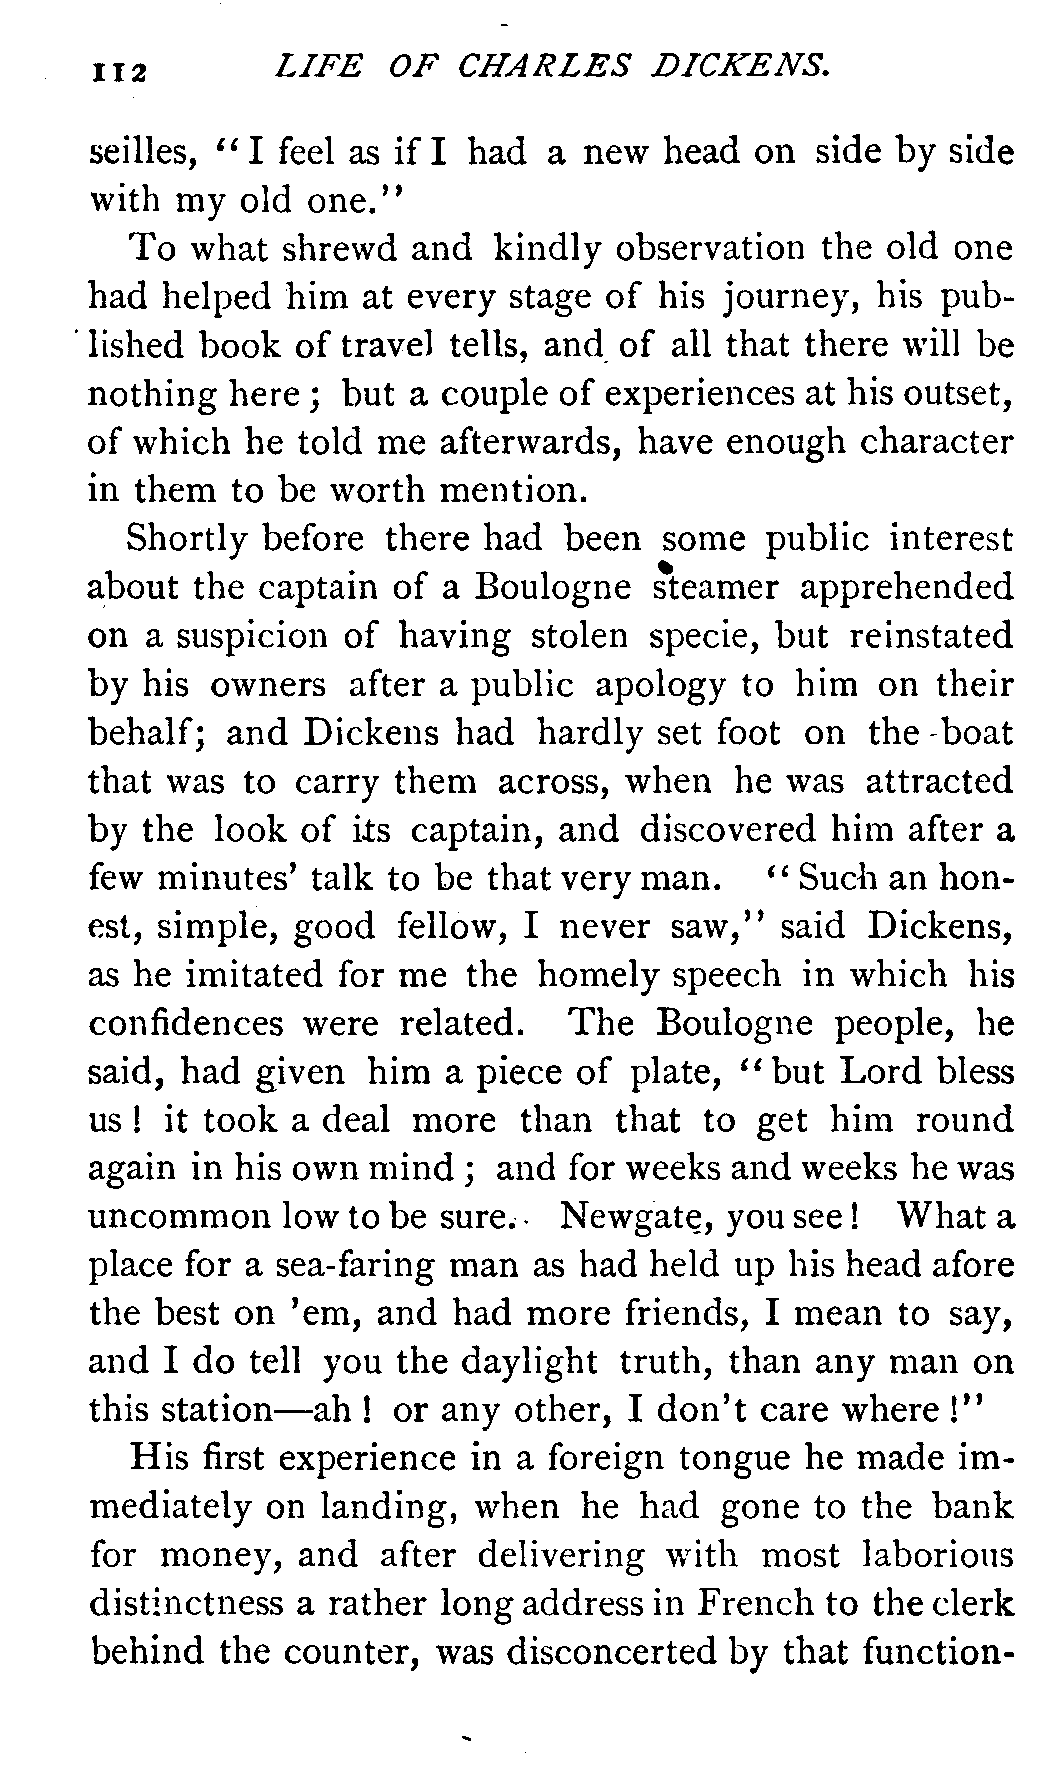 112 LIFE OF CHARLES DICKENS.
seilles, "I feel as if I had a new head on side by side
with my old one."
To what shrewd and kindly observation the old one
had helped him at every stage of his journey, his pub-
lished book of travel tells, and of all that there will be
nothing here; but a couple of experiences at his outset,
of which he told me afterwards, have enough character
in them to be worth mention.
Shortly before there had been some public interest
about the captain of a Boulogne steamer apprehended
on a suspicion of having stolen specie, but reinstated
by his owners after a public apology to him on their
behalf; and Dickens had hardly set foot on the boat
that was to carry them across, when he was attracted
by the look of its captain, and discovered him after a
few minutes' talk to be that very man. "Such an hon-
est, simple, good fellow, I never saw," said Dickens,
as he imitated for me the homely speech in which his
confidences were related. The Boulogne people, he
said, had given him a piece of plate, "but Lord bless
us! it took a deal more than that to get him round
again in his own mind; and for weeks and weeks he was
uncommon low to be sure. Newgate, you see! What a
place for a sea-faring man as had held up his head afore
the best on 'em, and had more friends, I mean to say,
and I do tell you the daylight truth, than any man on
this station—ah! or any other, I don't care where!"
His first experience in a foreign tongue he made im-
mediately on landing, when he had gone to the bank
for money, and after delivering with most laborious
distinctness a rather long address in French to the clerk
behind the counter, was disconcerted by that function-